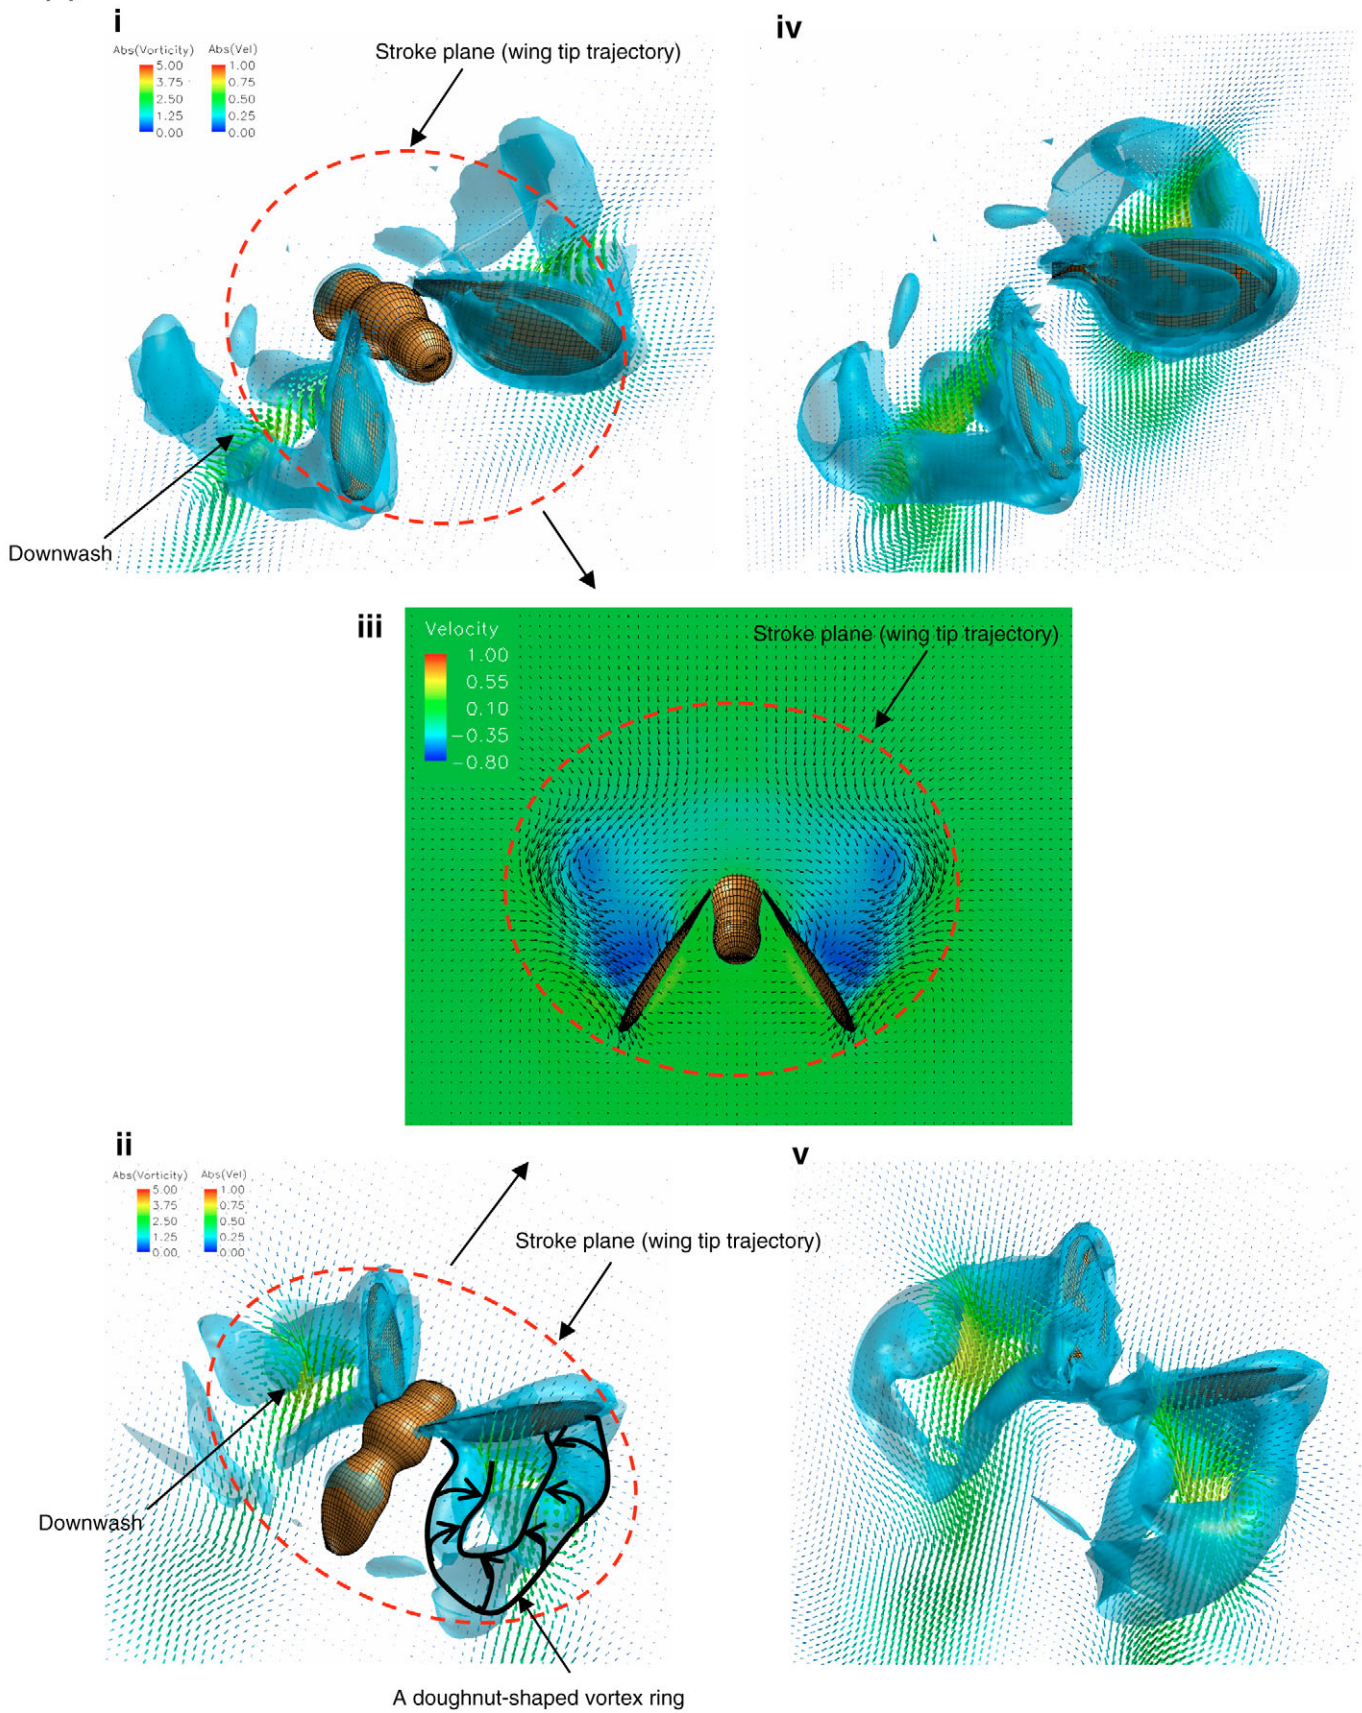 i
iv
Abs(Vorticity) Abs(Vel)
5.00 1.00
3.75 0.75
2.50 0.50
1.25 0.25
0.00 0.00
Stroke plane (wing tip trajectory)
Downwash
iii
Velocity
1.00
0.55
0.10
-0.35
-0.80
Stroke plane (wing tip trajectory)
ii
v
Abs(Vorticity) Abs(Vel)
5.00 1.00
3.75 0.75
2.50 0.50
1.25 0.25
0.00 0.00
Stroke plane (wing tip trajectory)
Downwash
A doughnut-shaped vortex ring